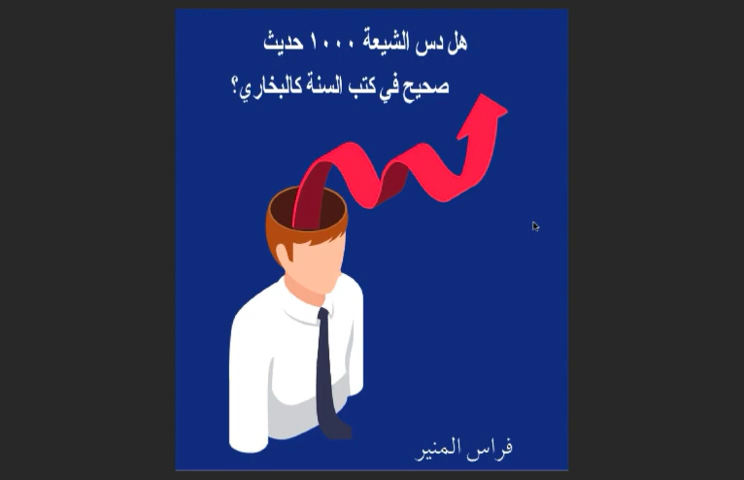 هل دس الشيعة ١٠٠٠ حديث
صحيح في كتب السنة كالبخاري؟
فراس المنير